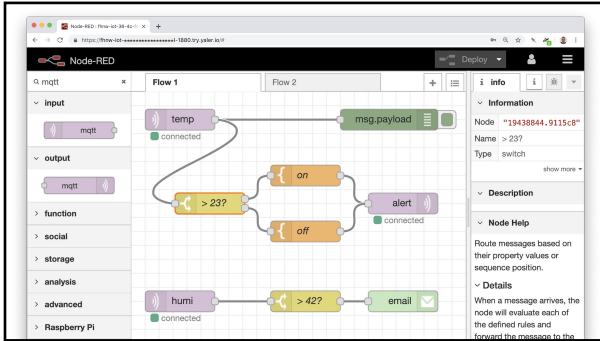 Node-RED : fhnw-iot-36-4c-f
https://fhnw-iot-••••••••••••••••••l-1880.try.yaler.io/#
Node-RED
Deploy
mqtt
Flow 1
Flow 2
info
i
input
mqtt
output
mqtt
function
social
storage
analysis
advanced
Raspberry Pi
temp
connected
msg.payload
> 23?
on
off
alert
connected
humi
connected
> 42?
email
Information
Node "19438844.9115c8"
Name > 23?
Type switch
show more
Description
Node Help
Route messages based on
their property values or
sequence position.
Details
When a message arrives, the
node will evaluate each of
the defined rules and
forward the message to the